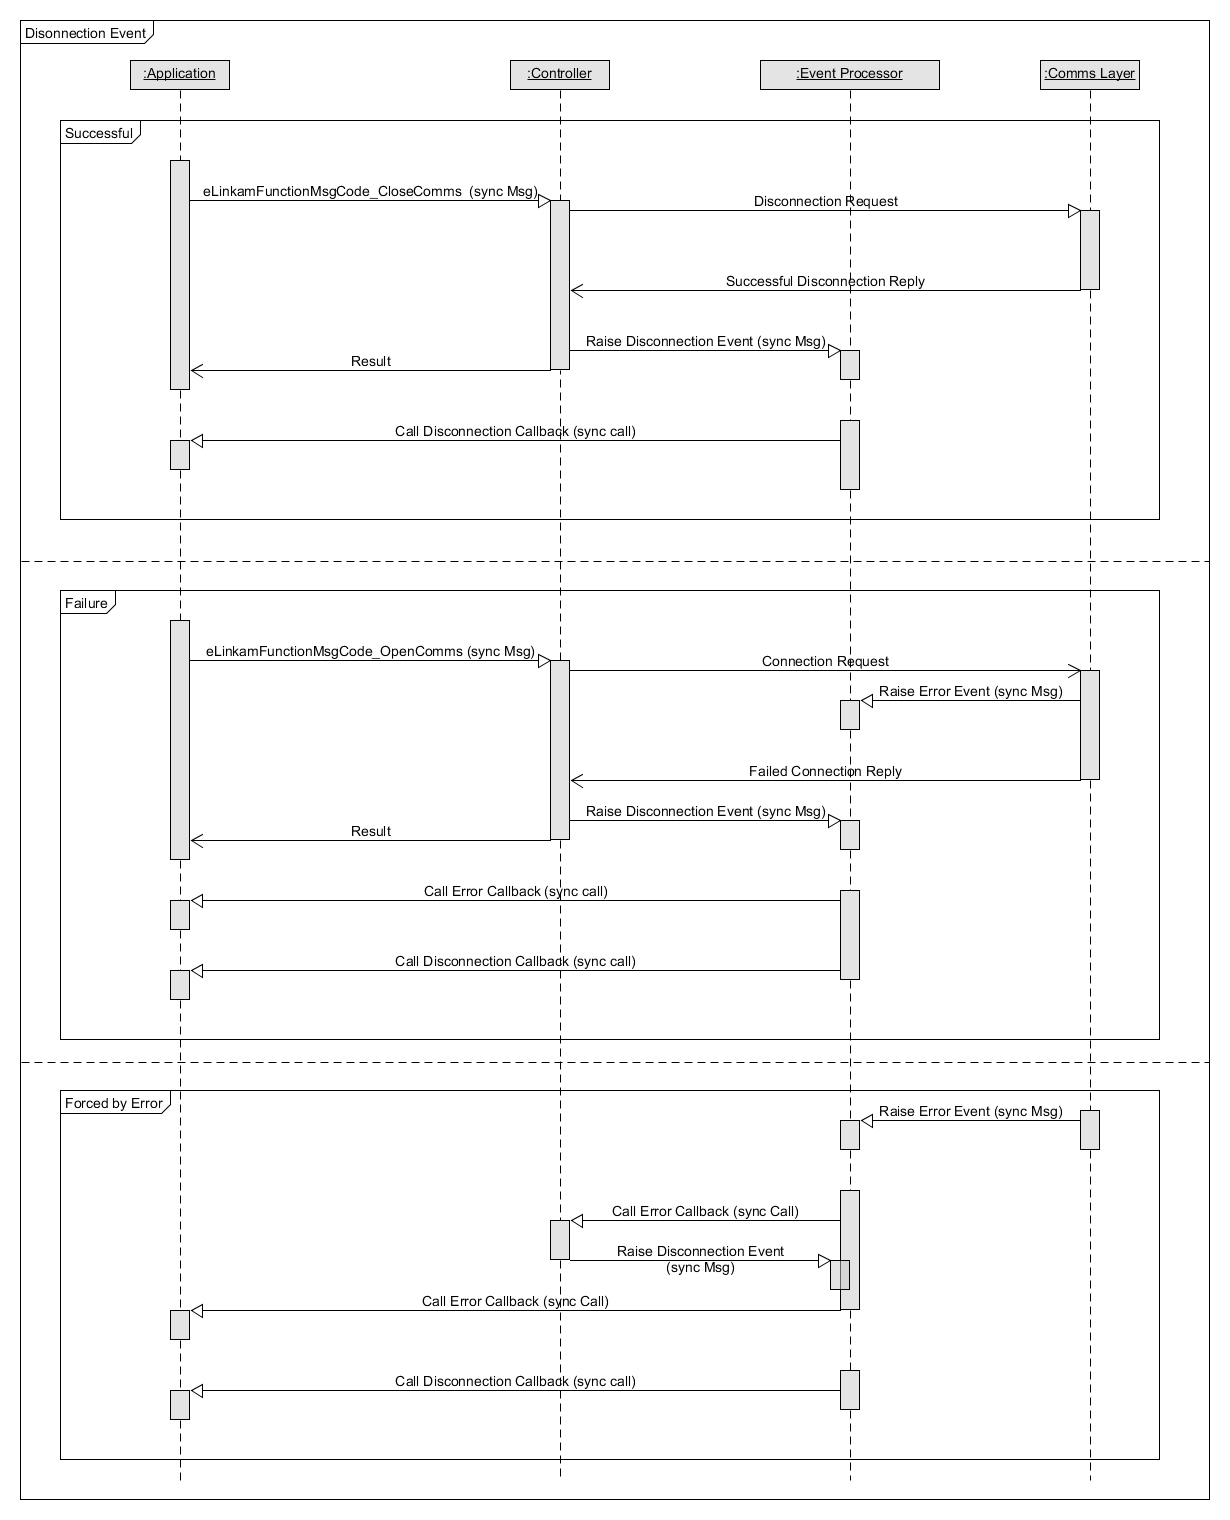 Disonnection Event
:Application
:Controller
:Event Processor
:Comms Layer
Successful
eLinkamFunctionMsgCode_CloseComms (sync Msg)
Disconnection Request
Successful Disconnection Reply
Raise Disconnection Event (sync Msg)
Result
Call Disconnection Callback (sync call)
Failure
eLinkamFunctionMsgCode_OpenComms (sync Msg)
Connection Request
Raise Error Event (sync Msg)
Failed Connection Reply
Raise Disconnection Event (sync Msg)
Result
Call Error Callback (sync call)
Call Disconnection Callback (sync call)
Forced by Error
Raise Error Event (sync Msg)
Call Error Callback (sync Call)
Raise Disconnection Event
(sync Msg)
Call Error Callback (sync Call)
Call Disconnection Callback (sync call)